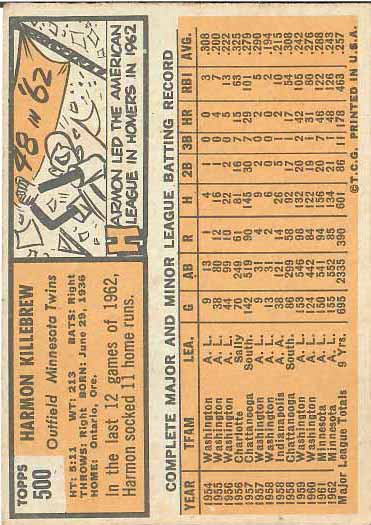 TOPPS
500
HARMON KILLEBREW
Outfield Minnesota Twins
HT: 5:11 WT: 213 BATS: Right
THROWS: Right BORN: June 29, 1936
HOME: Ontario, Ore.
In the last 12 games of 1962,
Harmon socked 11 home runs.
48 in '62
HARMON LED THE AMERICAN
LEAGUE IN HOMERS IN 1962
COMPLETE MAJOR AND MINOR LEAGUE BATTING RECORD
YEAR TEAM LEA. G AB R H 2B 3B HR RBI AVG.
1954 Washington A. L. 9 13 1 4 1 0 0 3 .308
1955 Washington A. L. 38 80 12 16 1 0 4 7 .200
1956 Washington A. L. 44 99 10 22 2 0 5 13 .222
1956 Charlotte Sally 70 249 61 81 16 7 15 63 .325
1957 Chattanooga South. 142 519 90 145 30 7 29 101 .279
1957 Washington A. L. 9 31 4 9 2 0 2 5 .290
1958 Washington A. L. 13 31 2 6 0 0 0 2 .194
1958 Indianapolis A. A. 38 121 14 26 5 1 2 10 .215
1958 Chattanooga South. 86 299 58 92 17 1 17 54 .308
1959 Washington A. L. 153 546 98 132 20 2 42 105 .242
1960 Washington A. L. 124 442 84 122 19 1 31 80 .276
1961 Minnesota A. L. 150 541 94 156 20 7 46 122 .288
1962 Minnesota A. L. 155 552 85 134 21 1 48 126 .243
Major League Totals 9 Yrs. 695 2335 390 601 86 11 178 463 .257
© T.C.G. PRINTED IN U.S.A.